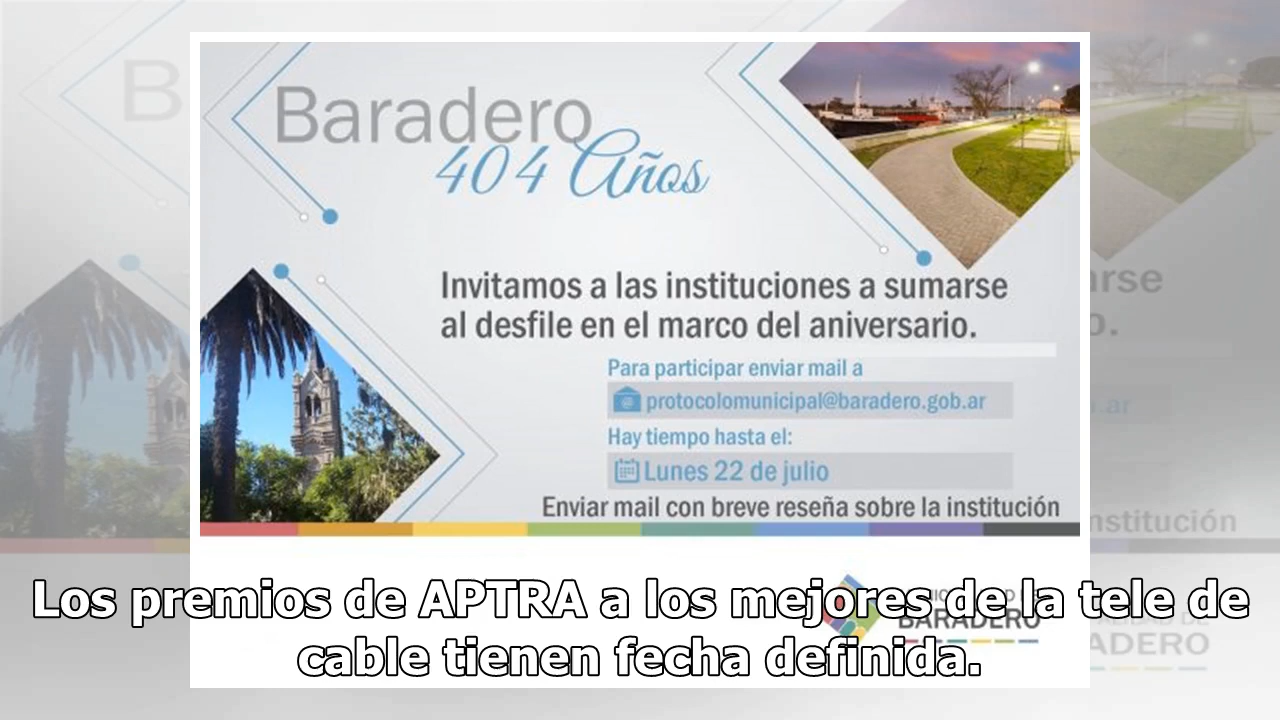 Baradero
404 Años
Invitamos a las instituciones a sumarse
al desfile en el marco del aniversario.
Para participar enviar mail a
protocolomunicipal@baradero.gob.ar
Hay tiempo hasta el:
Lunes 22 de julio
Enviar mail con breve reseña sobre la institución
BARADERO
Los premios de APTRA a los mejores de la tele de
cable tienen fecha definida.